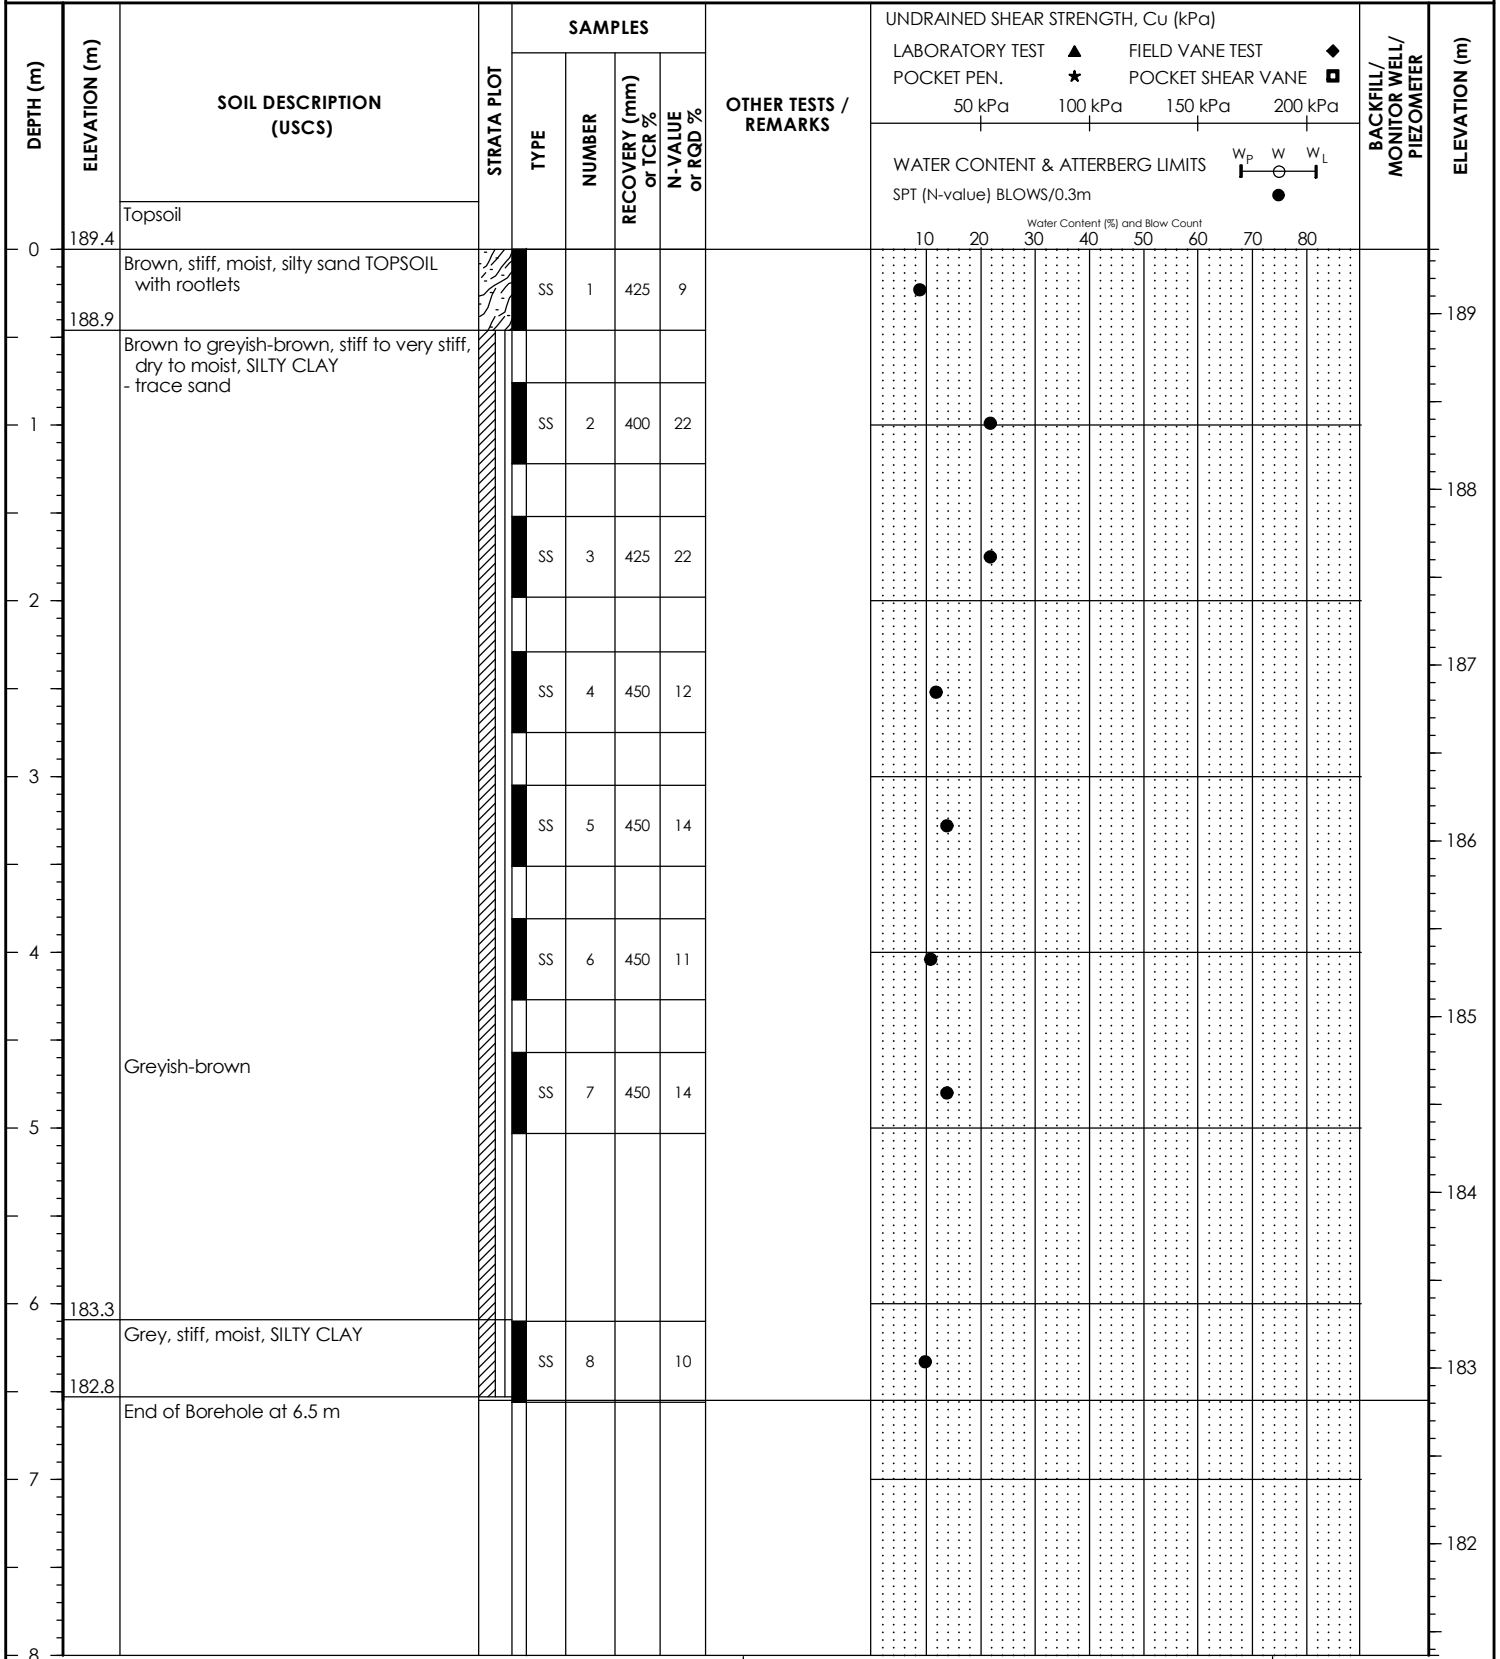 DEPTH (m)
ELEVATION (m)
SOIL DESCRIPTION
(USCS)
STRATA PLOT
SAMPLES
TYPE
NUMBER
RECOVERY (mm)
or TCR %
N-VALUE
or RQD %
OTHER TESTS /
REMARKS
UNDRAINED SHEAR STRENGTH, Cu (kPa)
LABORATORY TEST ▲ FIELD VANE TEST ◆
POCKET PEN. ★ POCKET SHEAR VANE
50 kPa 100 kPa 150 kPa 200 kPa
WATER CONTENT & ATTERBERG LIMITS WP W WL
SPT (N-value) BLOWS/0.3m ●
Water Content (%) and Blow Count
10 20 30 40 50 60 70 80
BACKFILL/
MONITOR WELL/
PIEZOMETER
ELEVATION (m)
Topsoil
0 189.4
Brown, stiff, moist, silty sand TOPSOIL
with rootlets
SS 1 425 9
188.9
189
Brown to greyish-brown, stiff to very stiff,
dry to moist, SILTY CLAY
- trace sand
1 SS 2 400 22
188
SS 3 425 22
2
187
SS 4 450 12
3
SS 5 450 14
186
4 SS 6 450 11
185
Greyish-brown
SS 7 450 14
5
184
6 183.3
Grey, stiff, moist, SILTY CLAY
SS 8 10
183
182.8
End of Borehole at 6.5 m
7
182
8